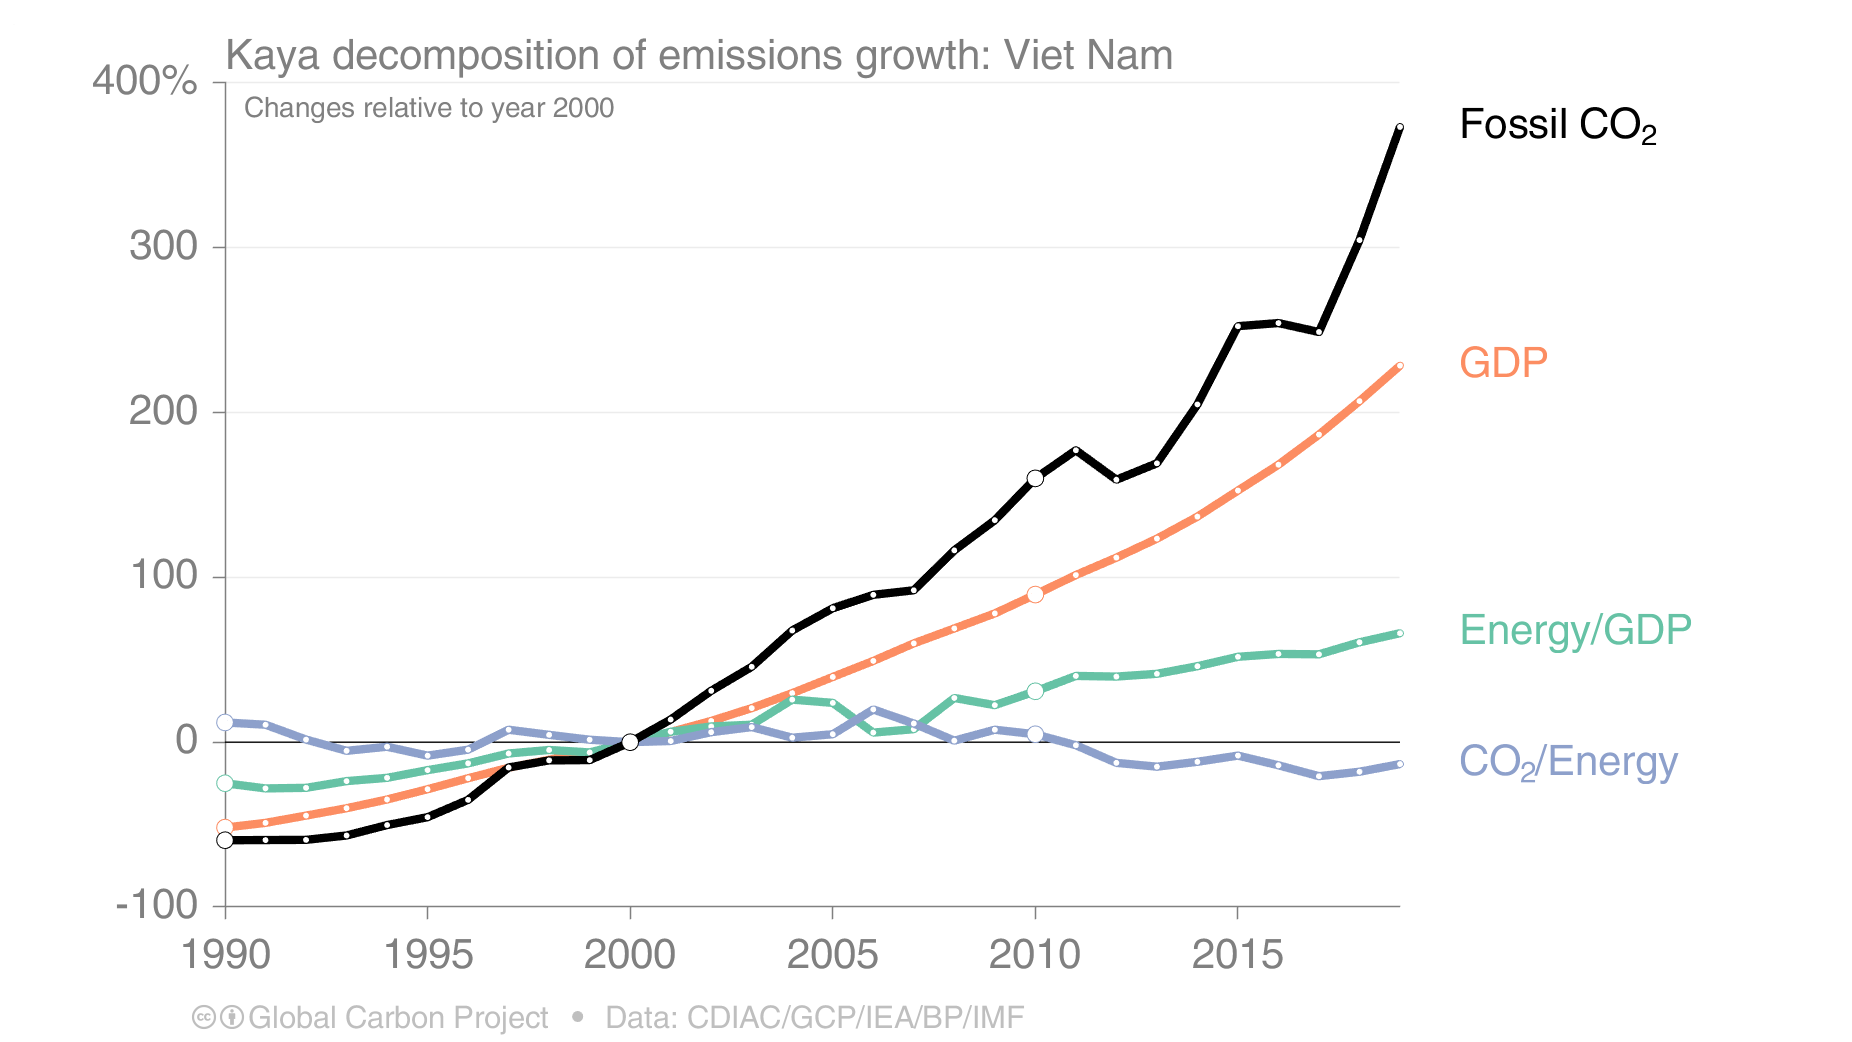 Kaya decomposition of emissions growth: Viet Nam
400%
Changes relative to year 2000
Fossil CO₂
300
GDP
200
100
Energy/GDP
0
CO₂/Energy
-100
1990 1995 2000 2005 2010 2015
cc Global Carbon Project • Data: CDIAC/GCP/IEA/BP/IMF